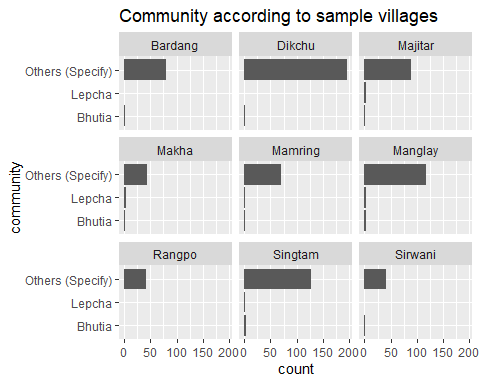 Community according to sample villages
Bardang Dikchu Majitar
Others (Specify)
Lepcha
Bhutia
Makha Mamring Manglay
Others (Specify)
Lepcha
Bhutia
Rangpo Singtam Sirwani
Others (Specify)
Lepcha
Bhutia
0 50 100 150 200 0 50 100 150 200 0 50 100 150 200
count
community